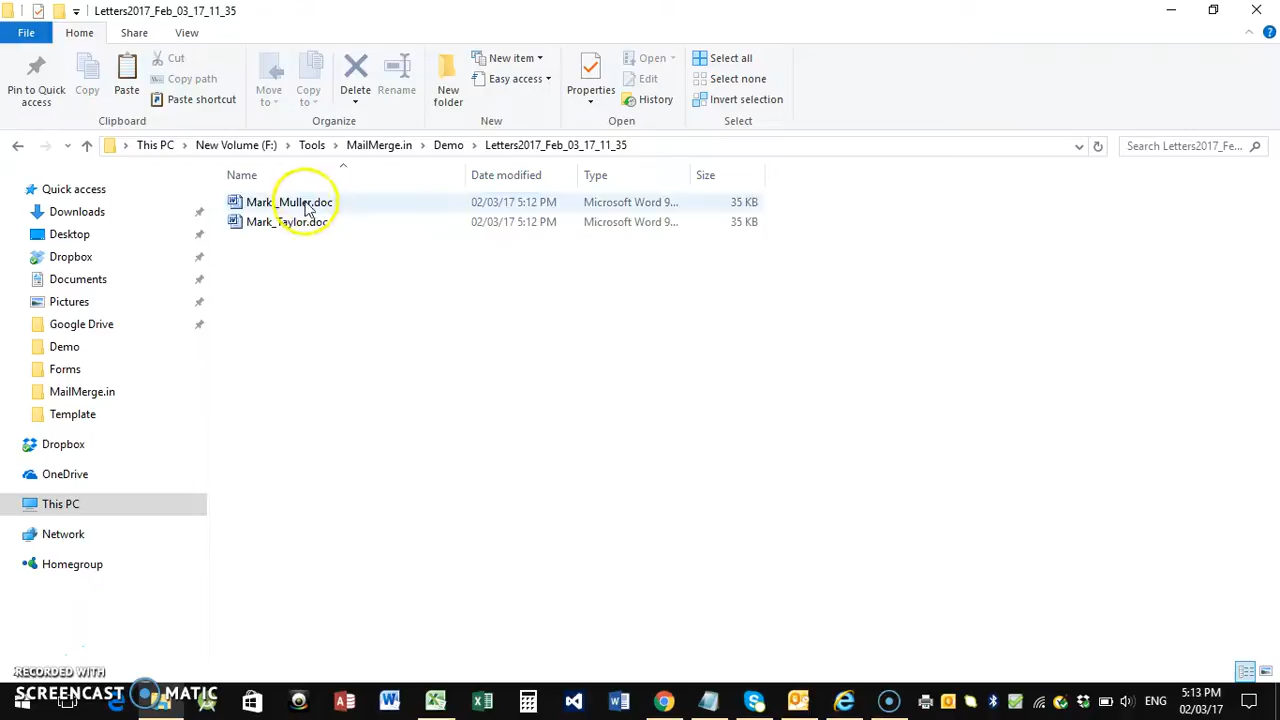 Letters2017_Feb_03_17_11_35
File Home Share View
Pin to Quick access
Copy
Paste
Cut
Copy path
Paste shortcut
Clipboard
Move to
Copy to
Delete
Rename
Organize
New folder
New item
Easy access
New
Properties
Open
Edit
History
Open
Select all
Select none
Invert selection
Select
This PC New Volume (F:) Tools MailMerge.in Demo Letters2017_Feb_03_17_11_35
Search Letters2017_Fe...
Name Date modified Type Size
Mark_Muller.doc 02/03/17 5:12 PM Microsoft Word 9... 35 KB
Mark_Taylor.doc 02/03/17 5:12 PM Microsoft Word 9... 35 KB
Quick access
Downloads
Desktop
Dropbox
Documents
Pictures
Google Drive
Demo
Forms
MailMerge.in
Template
Dropbox
OneDrive
This PC
Network
Homegroup
RECORDED WITH
SCREENCAST MATIC
ENG
5:13 PM
02/03/17